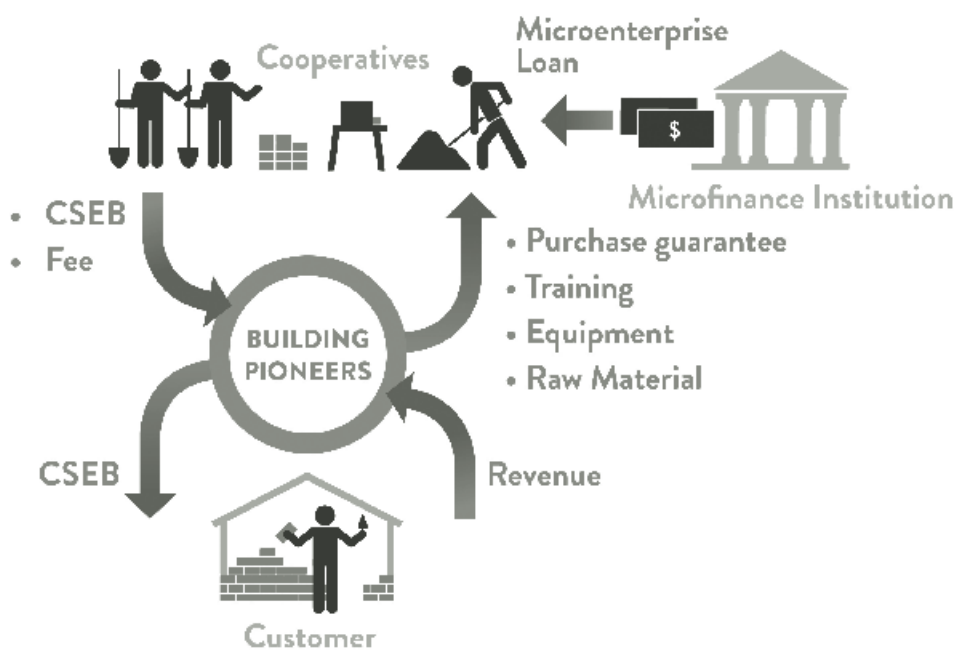 Cooperatives
Microenterprise
Loan
$
Microfinance Institution
• CSEB
• Fee
• Purchase guarantee
• Training
• Equipment
• Raw Material
BUILDING
PIONEERS
CSEB
Revenue
Customer